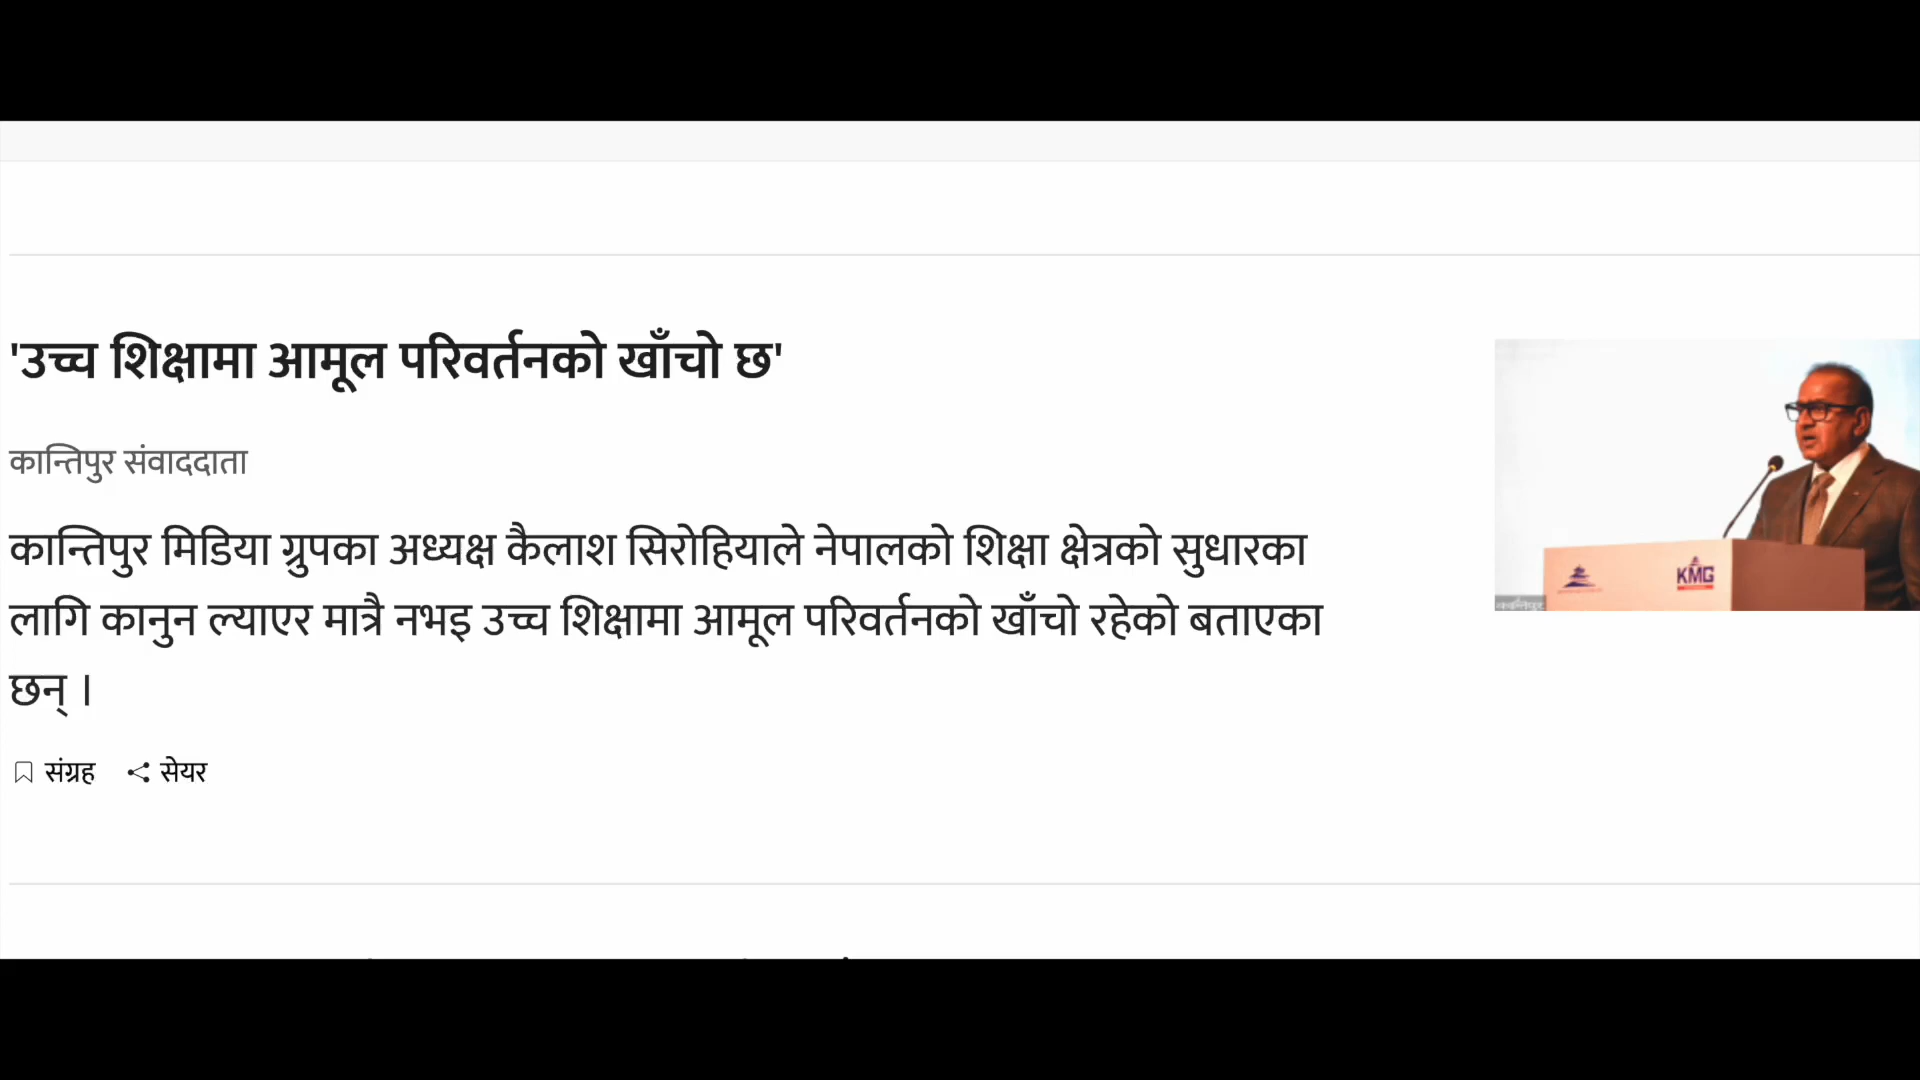 'उच्च शिक्षामा आमूल परिवर्तनको खाँचो छ'
कान्तिपुर संवाददाता
कान्तिपुर मिडिया ग्रुपका अध्यक्ष कैलाश सिरोहियाले नेपालको शिक्षा क्षेत्रको सुधारका
लागि कानुन ल्याएर मात्रै नभइ उच्च शिक्षामा आमूल परिवर्तनको खाँचो रहेको बताएका
छन् ।
संग्रह सेयर
KMG